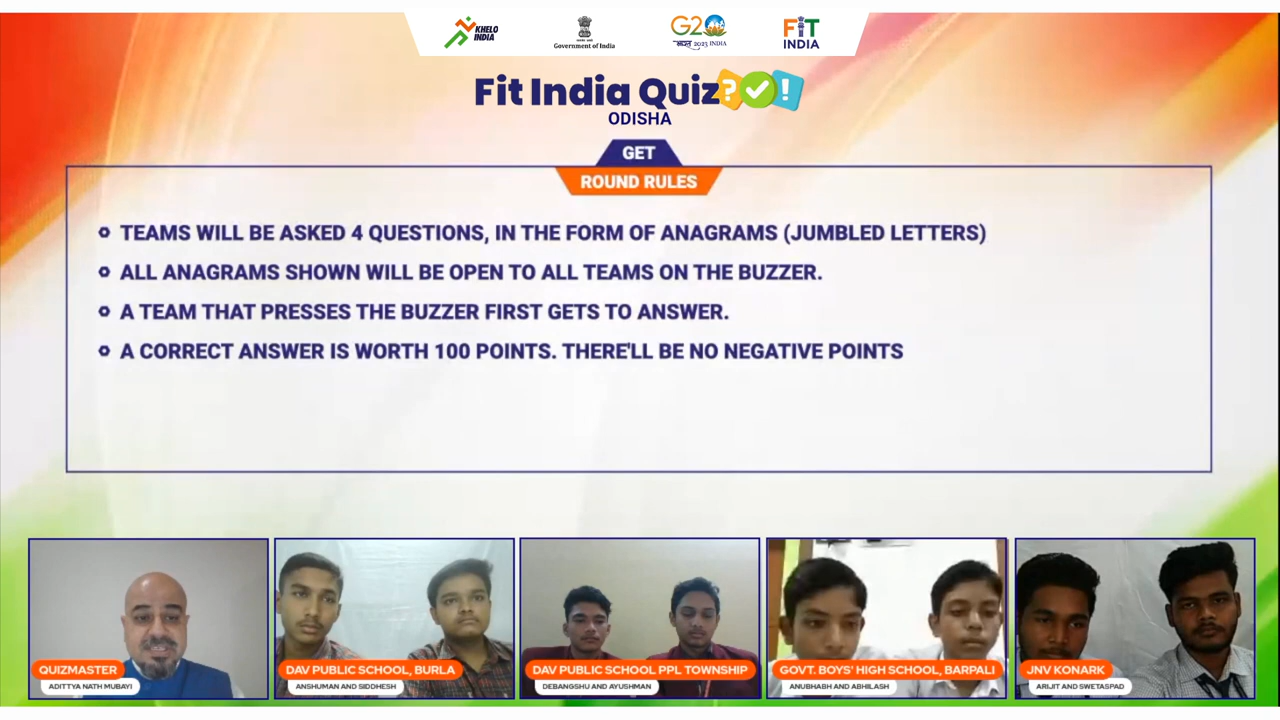 KHELO
INDIA
Government of India
G20
भारत 2023 INDIA
FIT
INDIA
Fit India Quiz?!
ODISHA
GET
ROUND RULES
TEAMS WILL BE ASKED 4 QUESTIONS, IN THE FORM OF ANAGRAMS (JUMBLED LETTERS)
ALL ANAGRAMS SHOWN WILL BE OPEN TO ALL TEAMS ON THE BUZZER.
A TEAM THAT PRESSES THE BUZZER FIRST GETS TO ANSWER.
A CORRECT ANSWER IS WORTH 100 POINTS. THERE'LL BE NO NEGATIVE POINTS
QUIZMASTER
ADITTYA NATH MUBAYI
DAV PUBLIC SCHOOL, BURLA
ANSHUMAN AND SIDDHESH
DAV PUBLIC SCHOOL PPL TOWNSHIP
DEBANGSHU AND AYUSHMAN
GOVT. BOYS' HIGH SCHOOL, BARPALI
ANUBHABH AND ABHILASH
JNV KONARK
ARIJIT AND SWETASPAD